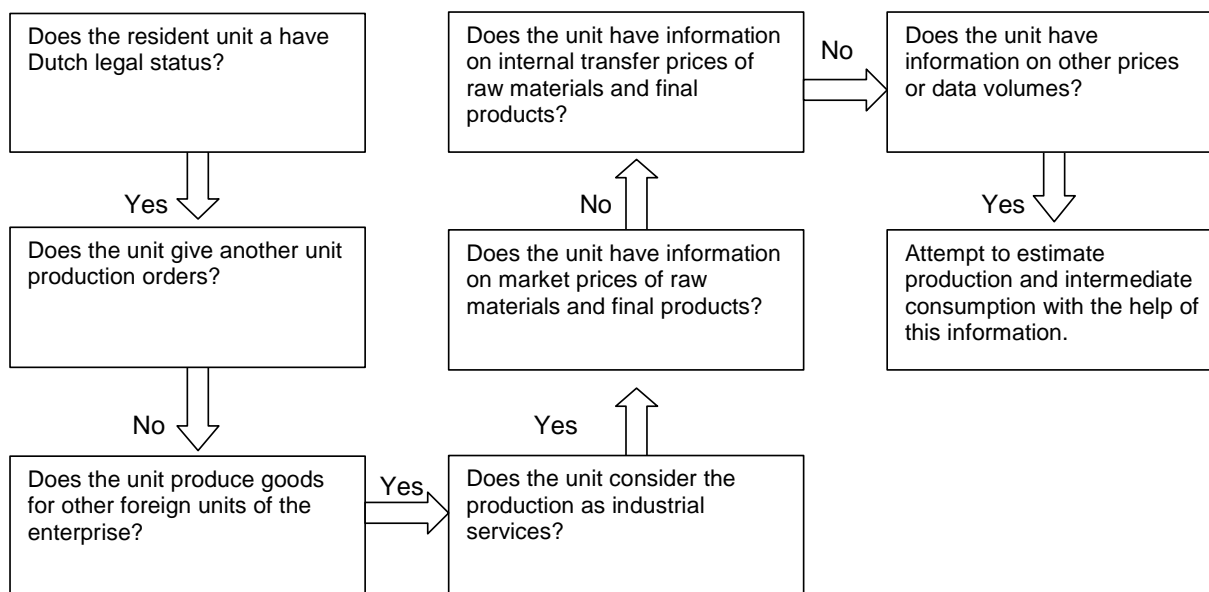 Does the resident unit a have
Dutch legal status?
Yes
Does the unit give another unit
production orders?
No
Does the unit produce goods
for other foreign units of the
enterprise?
Yes
Does the unit consider the
production as industrial
services?
Yes
Does the unit have information
on market prices of raw
materials and final products?
No
Does the unit have information
on internal transfer prices of
raw materials and final
products?
No
Does the unit have
information on other prices
or data volumes?
Yes
Attempt to estimate
production and intermediate
consumption with the help of
this information.